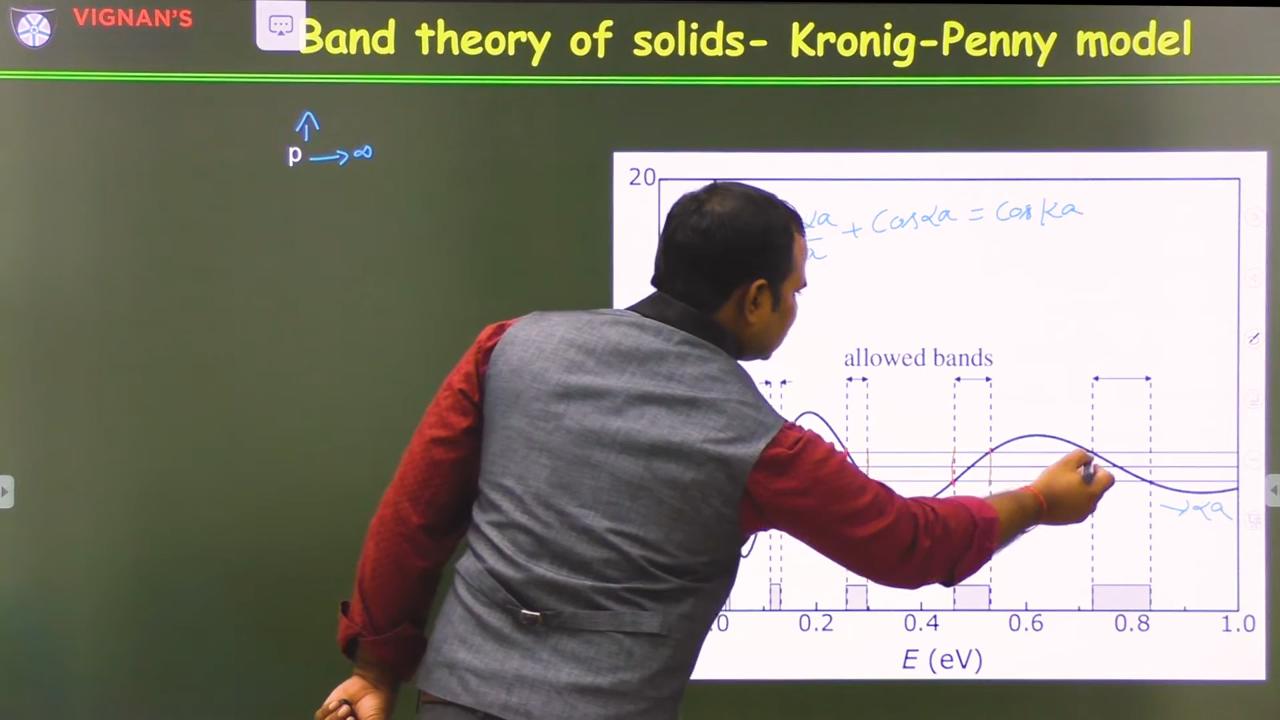 VIGNAN'S
Band theory of solids- Kronig-Penny model
p → ∞
20
αa + Cosαa = Cos Ka
allowed bands
→ αa
0.2 0.4 0.6 0.8 1.0
E (eV)